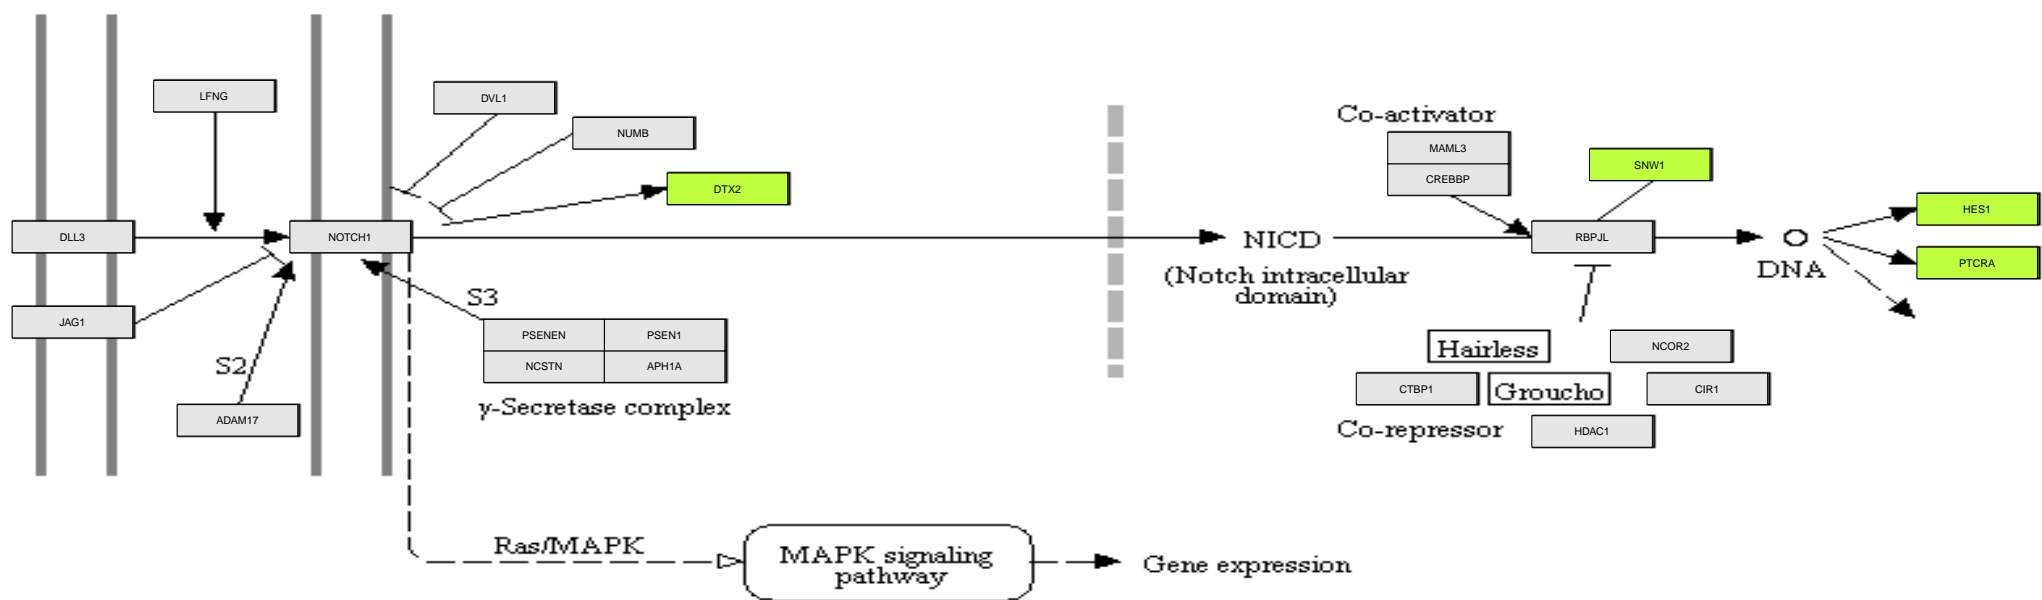 LFNG
DVL1
NUMB
DTX2
Co-activator
MAML3
CREBBP
SNW1
DLL3
NOTCH1
NICD
(Notch intracellular
domain)
RBPJL
DNA
HES1
PTCRA
JAG1
S2
S3
PSENEN
PSEN1
NCSTN
APH1A
γ-Secretase complex
ADAM17
Hairless
NCOR2
CTBP1
Groucho
CIR1
Co-repressor
HDAC1
Ras/MAPK
MAPK signaling
pathway
Gene expression